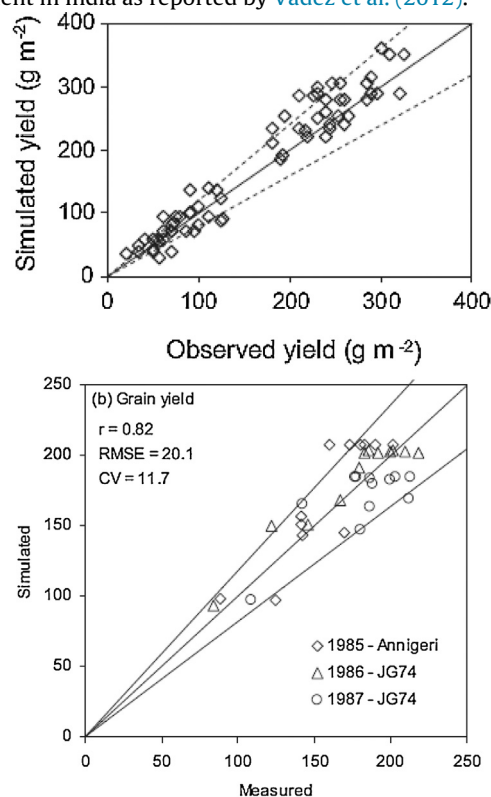 ent in India as reported by Vadez et al. (2012).
Simulated yield (g m-2)
400
300
200
100
0
0 100 200 300 400
Observed yield (g m-2)
(b) Grain yield
r = 0.82
RMSE = 20.1
CV = 11.7
Simulated
250
200
150
100
50
0
1985 - Annigeri
1986 - JG74
1987 - JG74
0 50 100 150 200 250
Measured